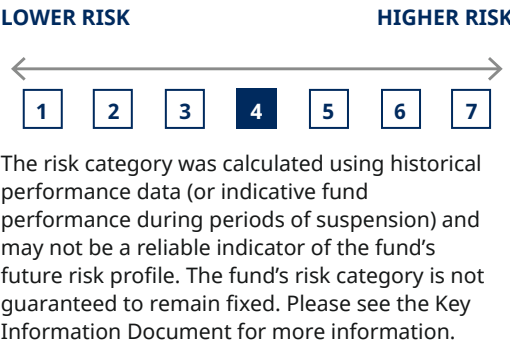 LOWER RISK HIGHER RISK
1 2 3 4 5 6 7
The risk category was calculated using historical
performance data (or indicative fund
performance during periods of suspension) and
may not be a reliable indicator of the fund’s
future risk profile. The fund’s risk category is not
guaranteed to remain fixed. Please see the Key
Information Document for more information.